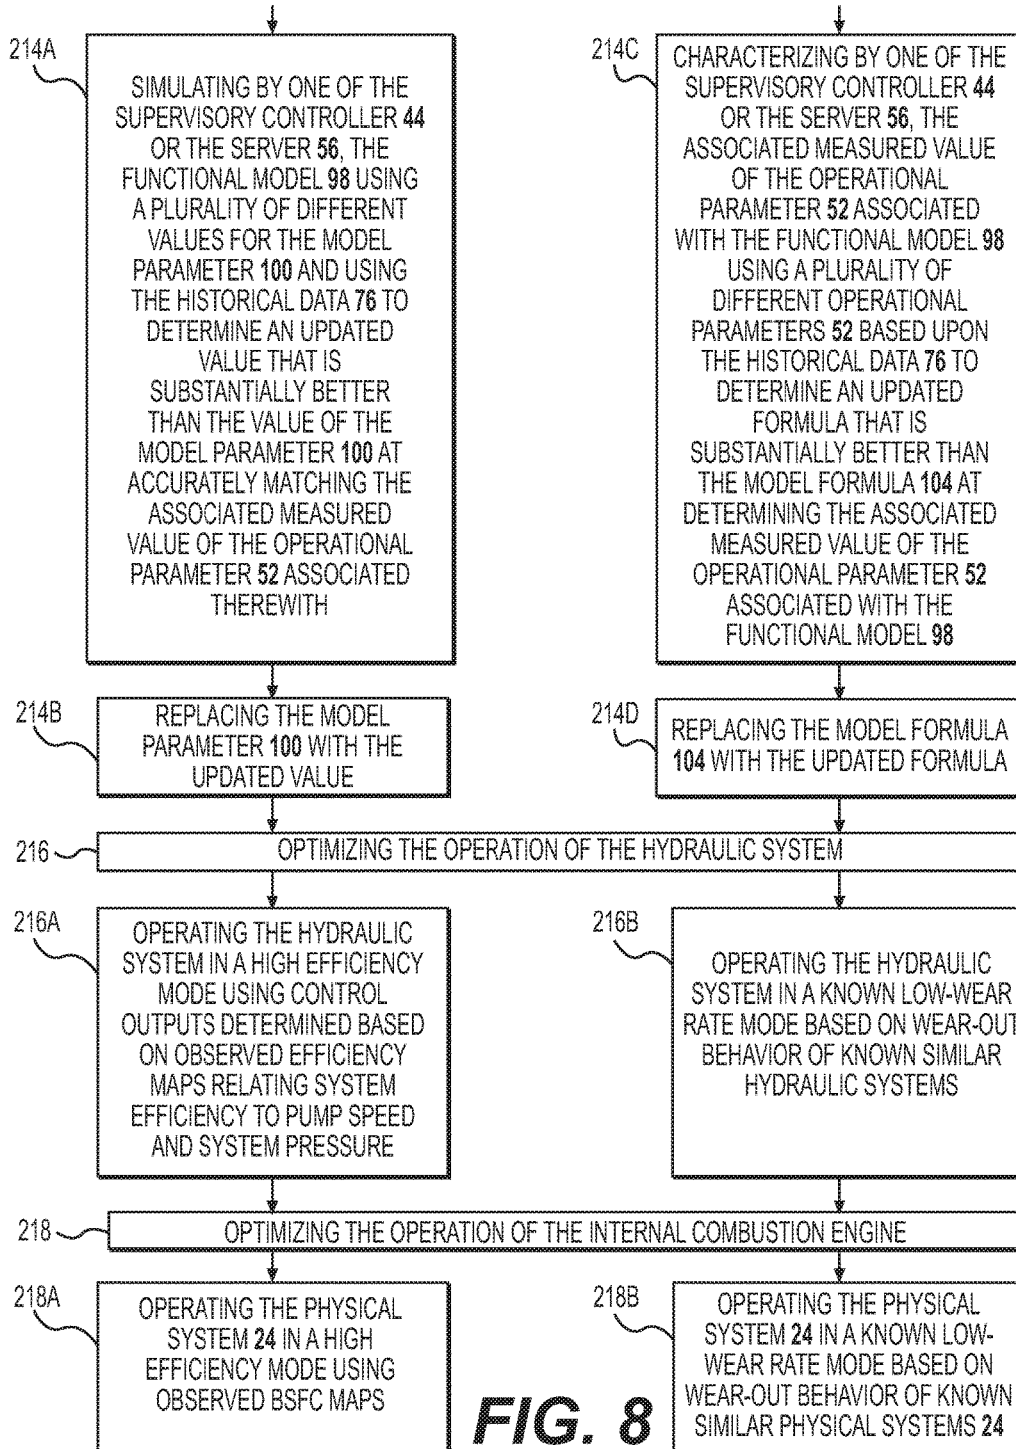 214A
SIMULATING BY ONE OF THE
SUPERVISORY CONTROLLER 44
OR THE SERVER 56, THE
FUNCTIONAL MODEL 98 USING
A PLURALITY OF DIFFERENT
VALUES FOR THE MODEL
PARAMETER 100 AND USING
THE HISTORICAL DATA 76 TO
DETERMINE AN UPDATED
VALUE THAT IS
SUBSTANTIALLY BETTER
THAN THE VALUE OF THE
MODEL PARAMETER 100 AT
ACCURATELY MATCHING THE
ASSOCIATED MEASURED
VALUE OF THE OPERATIONAL
PARAMETER 52 ASSOCIATED
THEREWITH
214C
CHARACTERIZING BY ONE OF THE
SUPERVISORY CONTROLLER 44
OR THE SERVER 56, THE
ASSOCIATED MEASURED VALUE
OF THE OPERATIONAL
PARAMETER 52 ASSOCIATED
WITH THE FUNCTIONAL MODEL 98
USING A PLURALITY OF
DIFFERENT OPERATIONAL
PARAMETERS 52 BASED UPON
THE HISTORICAL DATA 76 TO
DETERMINE AN UPDATED
FORMULA THAT IS
SUBSTANTIALLY BETTER THAN
THE MODEL FORMULA 104 AT
DETERMINING THE ASSOCIATED
MEASURED VALUE OF THE
OPERATIONAL PARAMETER 52
ASSOCIATED WITH THE
FUNCTIONAL MODEL 98
214B
REPLACING THE MODEL
PARAMETER 100 WITH THE
UPDATED VALUE
214D
REPLACING THE MODEL FORMULA
104 WITH THE UPDATED FORMULA
216
OPTIMIZING THE OPERATION OF THE HYDRAULIC SYSTEM
216A
OPERATING THE HYDRAULIC
SYSTEM IN A HIGH EFFICIENCY
MODE USING CONTROL
OUTPUTS DETERMINED BASED
ON OBSERVED EFFICIENCY
MAPS RELATING SYSTEM
EFFICIENCY TO PUMP SPEED
AND SYSTEM PRESSURE
216B
OPERATING THE HYDRAULIC
SYSTEM IN A KNOWN LOW-WEAR
RATE MODE BASED ON WEAR-OUT
BEHAVIOR OF KNOWN SIMILAR
HYDRAULIC SYSTEMS
218
OPTIMIZING THE OPERATION OF THE INTERNAL COMBUSTION ENGINE
218A
OPERATING THE PHYSICAL
SYSTEM 24 IN A HIGH
EFFICIENCY MODE USING
OBSERVED BSFC MAPS
218B
OPERATING THE PHYSICAL
SYSTEM 24 IN A KNOWN LOW-
WEAR RATE MODE BASED ON
WEAR-OUT BEHAVIOR OF KNOWN
SIMILAR PHYSICAL SYSTEMS 24
FIG. 8